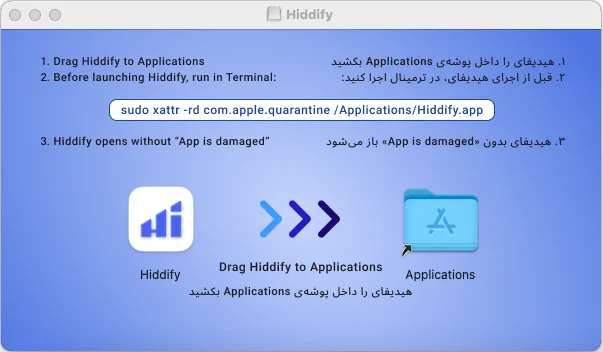 Hiddify
1. Drag Hiddify to Applications
۱. هیدیفای را داخل پوشه‌ی Applications بکشید
2. Before launching Hiddify, run in Terminal:
۲. قبل از اجرای هیدیفای، در ترمینال اجرا کنید:
sudo xattr -rd com.apple.quarantine /Applications/Hiddify.app
3. Hiddify opens without “App is damaged”
۳. هیدیفای بدون «App is damaged» باز می‌شود
Hiddify
Drag Hiddify to Applications
هیدیفای را داخل پوشه‌ی Applications بکشید
Applications